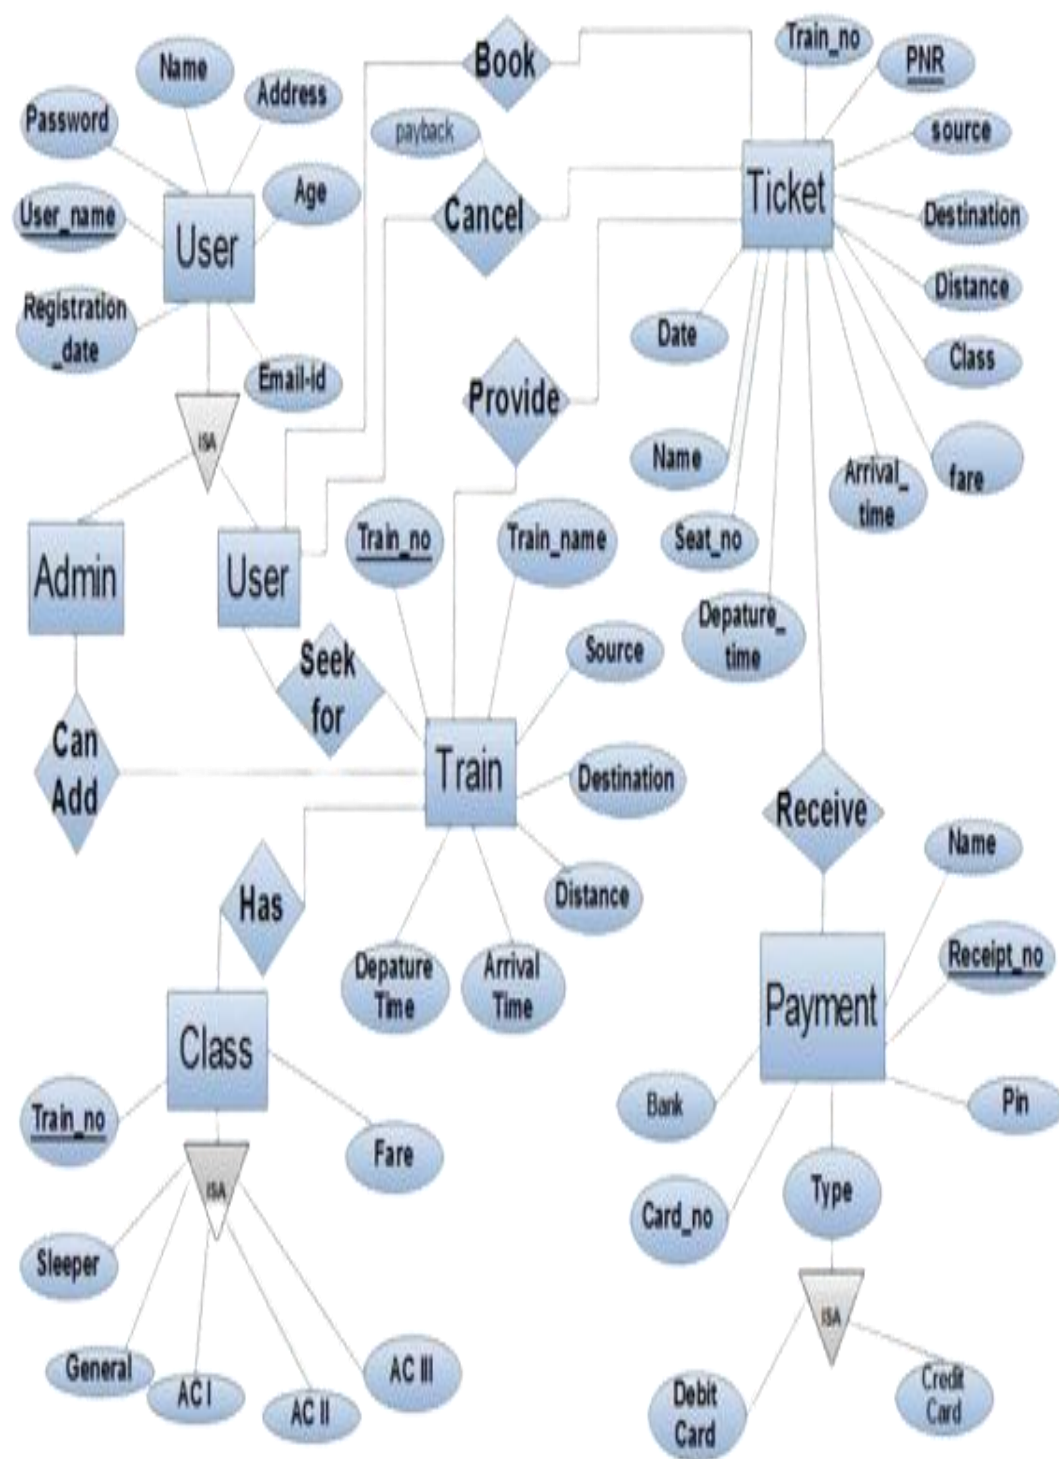 Book
Train_no
PNR
Name
Address
Password
payback
source
Age
User_name
User
Cancel
Ticket
Destination
Registration
_date
Distance
Date
Class
Email-id
Provide
ISA
Name
Arrival_
time
fare
Train_no
Train_name
Seat_no
Admin
User
Depature_
time
Seek
for
Source
Can
Add
Train
Destination
Receive
Name
Has
Distance
Depature
Time
Arrival
Time
Receipt_no
Payment
Class
Train_no
Fare
Bank
Pin
ISA
Type
Card_no
Sleeper
ISA
General
AC I
AC II
AC III
Debit
Card
Credit
Card